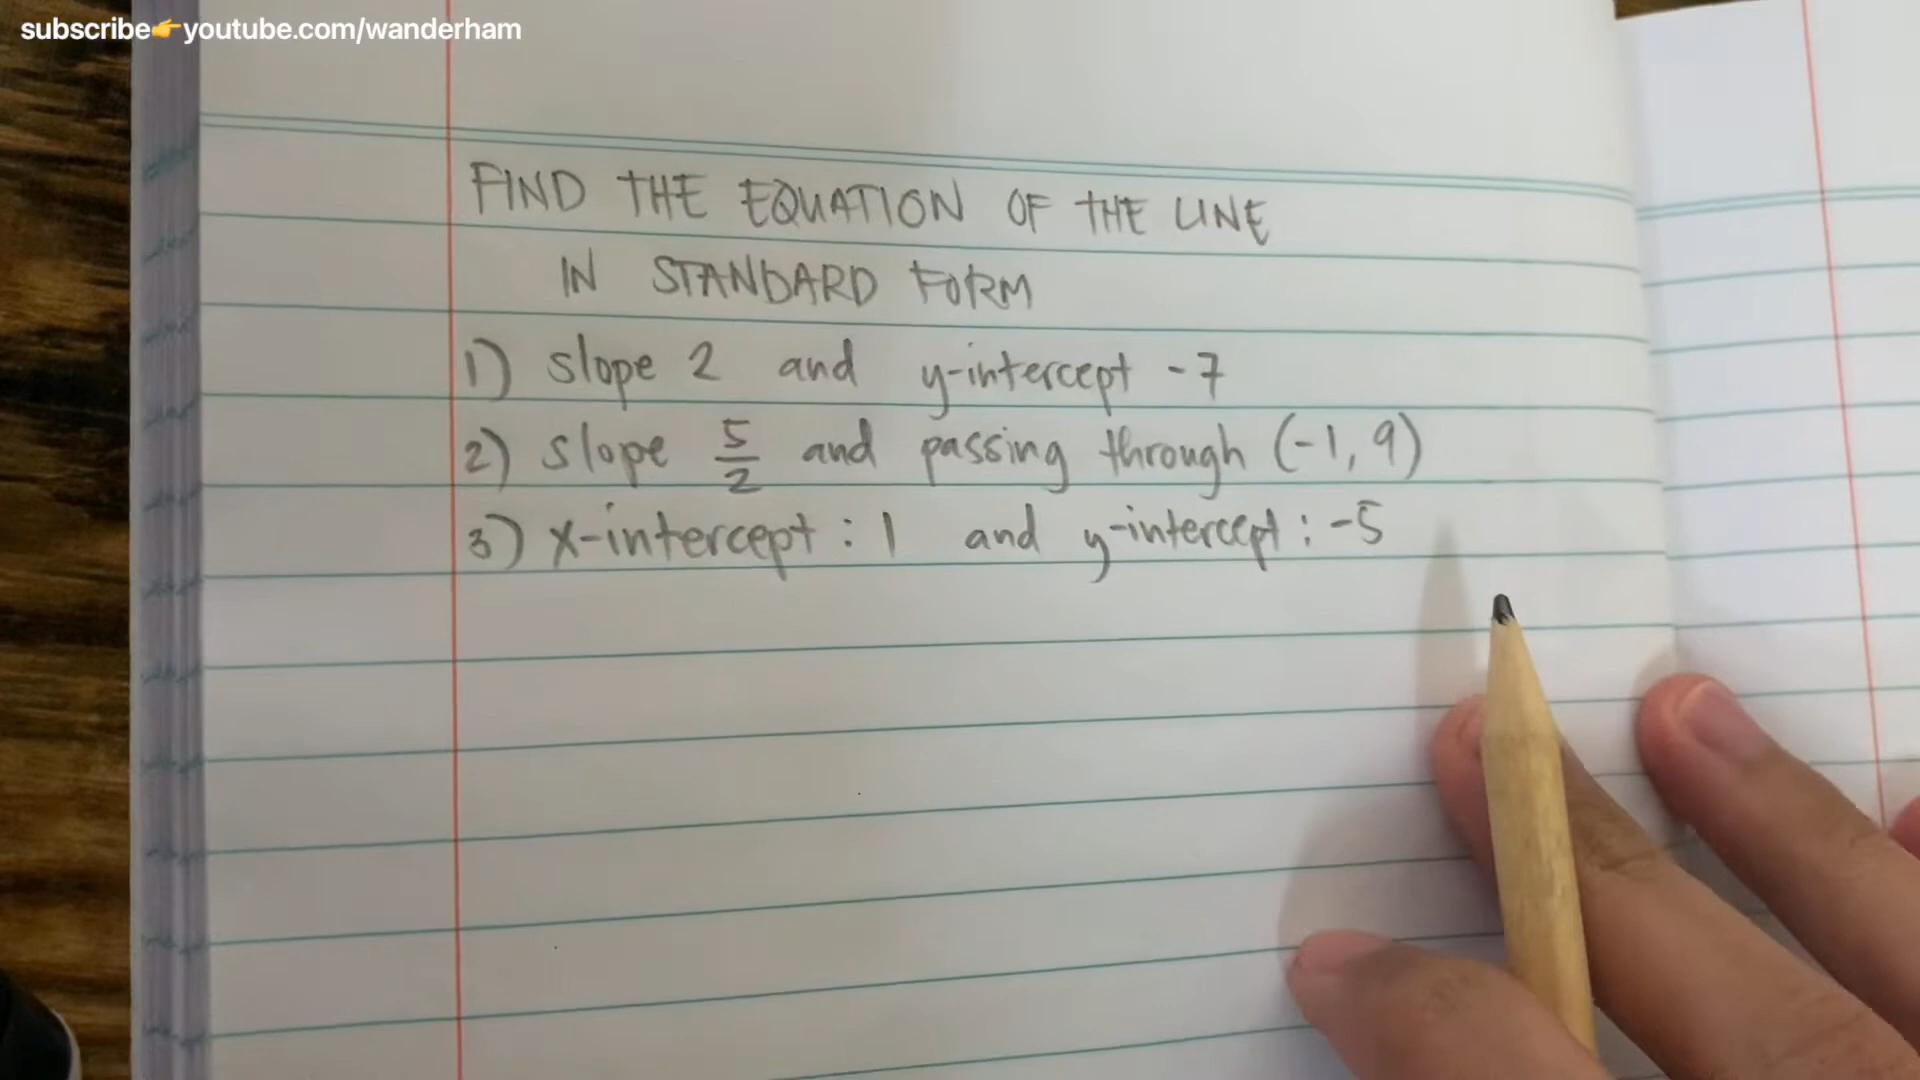 subscribe👉youtube.com/wanderham
FIND THE EQUATION OF THE LINE
IN STANDARD FORM
1) slope 2 and y-intercept -7
2) slope 5/2 and passing through (-1, 9)
3) x-intercept : 1 and y-intercept : -5